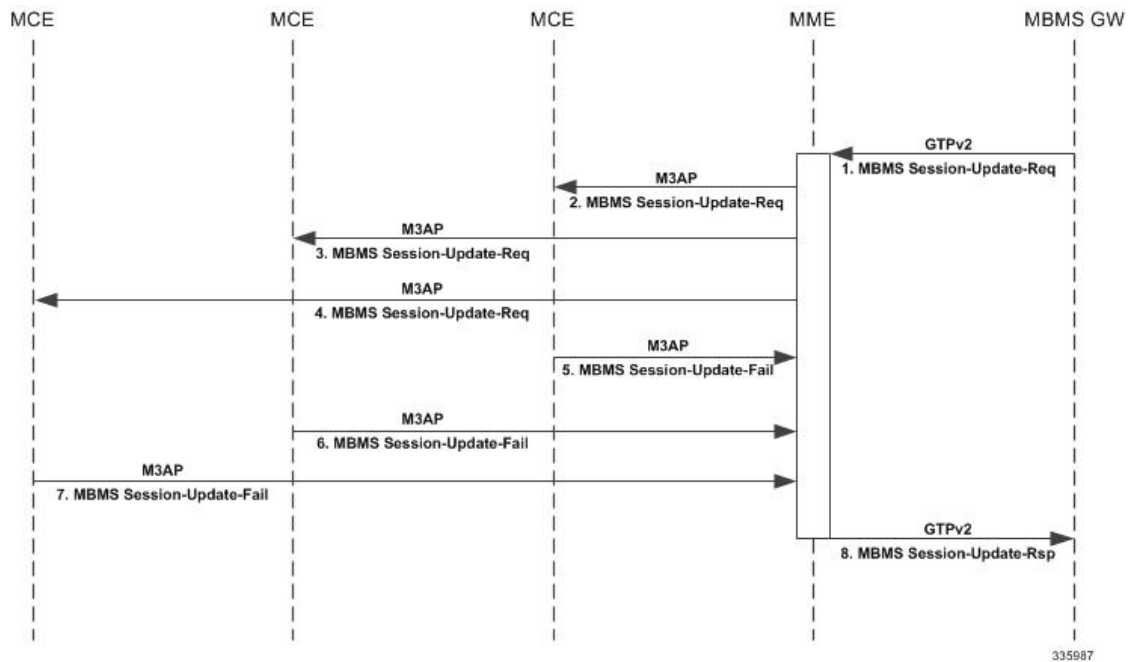 MCE MCE MCE MME MBMS GW
GTPv2
1. MBMS Session-Update-Req
M3AP
2. MBMS Session-Update-Req
M3AP
3. MBMS Session-Update-Req
M3AP
4. MBMS Session-Update-Req
M3AP
5. MBMS Session-Update-Fail
M3AP
6. MBMS Session-Update-Fail
M3AP
7. MBMS Session-Update-Fail
GTPv2
8. MBMS Session-Update-Rsp
335987